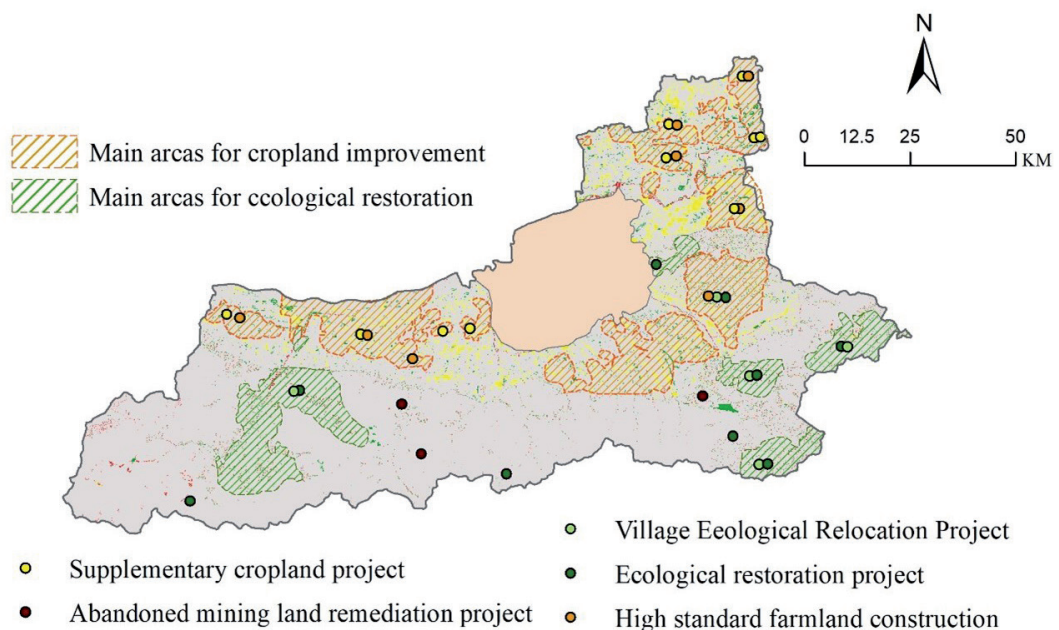 N
0 12.5 25 50
KM
Main arcas for cropland improvement
Main areas for ccological restoration
Village Eeological Relocation Project
Supplementary cropland project
Ecological restoration project
Abandoned mining land remediation project
High standard farmland construction